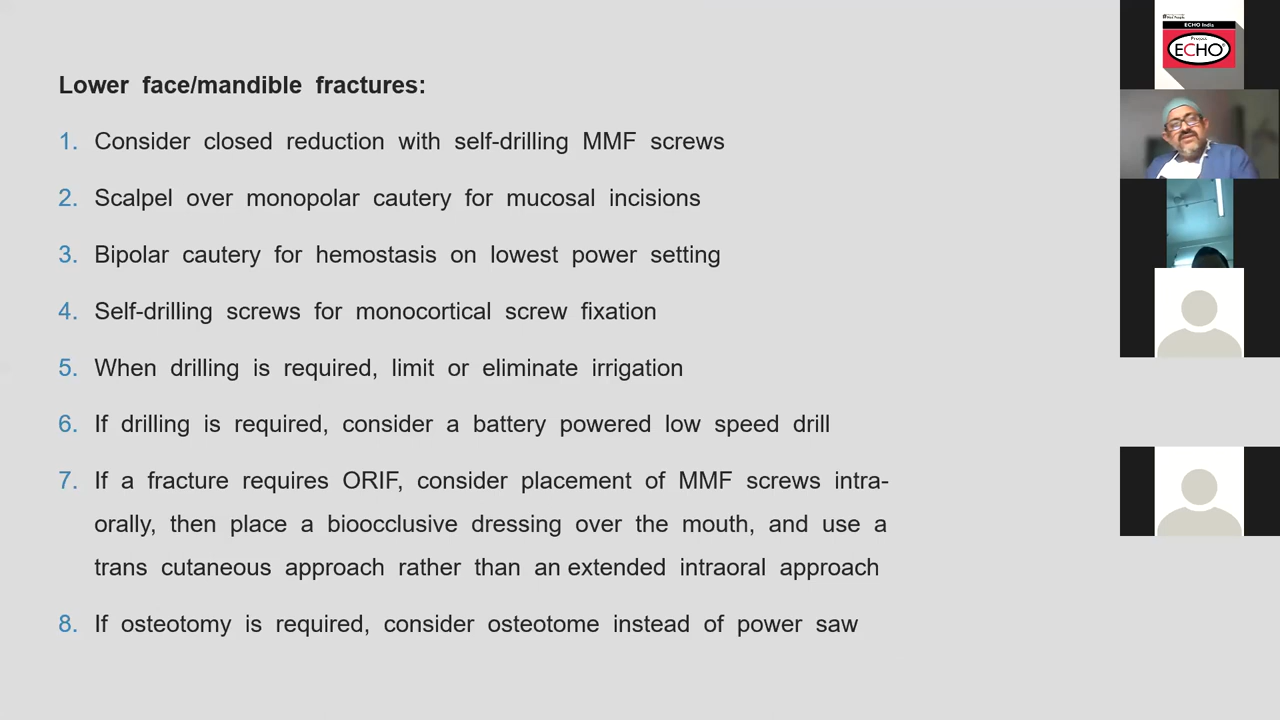 Lower face/mandible fractures:
1. Consider closed reduction with self-drilling MMF screws
2. Scalpel over monopolar cautery for mucosal incisions
3. Bipolar cautery for hemostasis on lowest power setting
4. Self-drilling screws for monocortical screw fixation
5. When drilling is required, limit or eliminate irrigation
6. If drilling is required, consider a battery powered low speed drill
7. If a fracture requires ORIF, consider placement of MMF screws intra-
orally, then place a bioocclusive dressing over the mouth, and use a
trans cutaneous approach rather than an extended intraoral approach
8. If osteotomy is required, consider osteotome instead of power saw
ECHO India
Project
ECHO